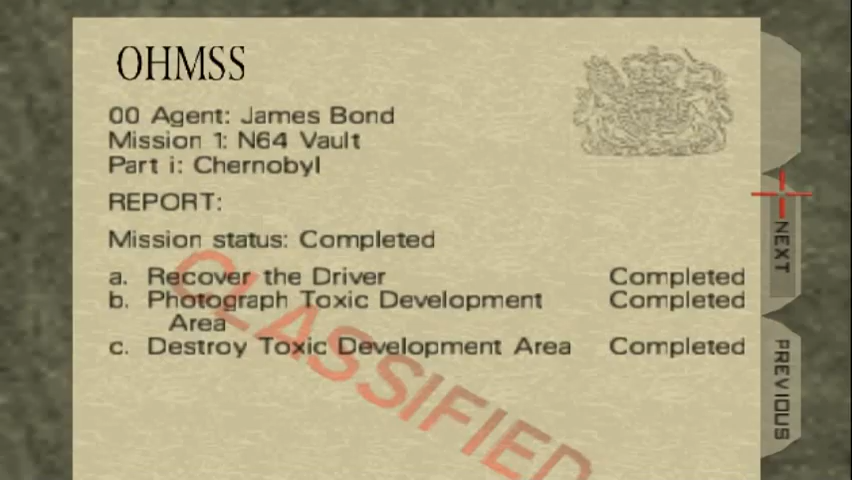 OHMSS
00 Agent: James Bond
Mission 1: N64 Vault
Part i: Chernobyl
REPORT:
Mission status: Completed
a. Recover the Driver Completed
b. Photograph Toxic Development Completed
Area
c. Destroy Toxic Development Area Completed
CLASSIFIED
NEXT
PREVIOUS